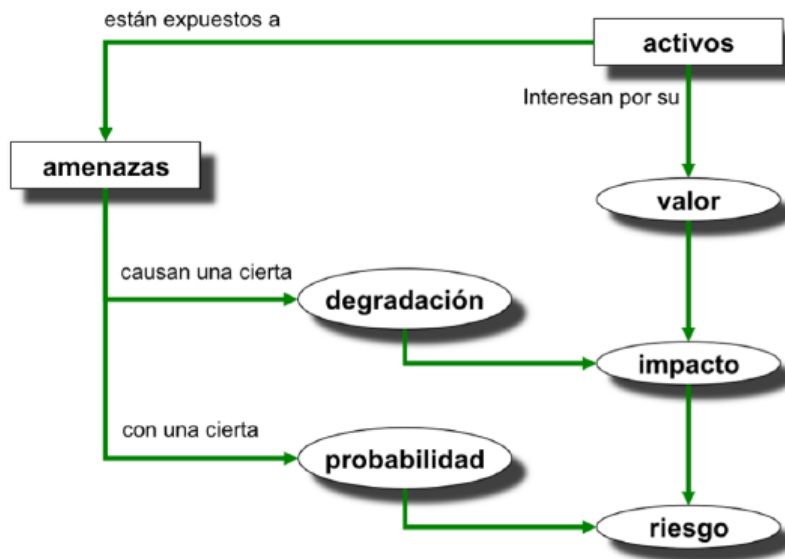 están expuestos a
activos
Interesan por su
amenazas
valor
causan una cierta
degradación
impacto
con una cierta
probabilidad
riesgo